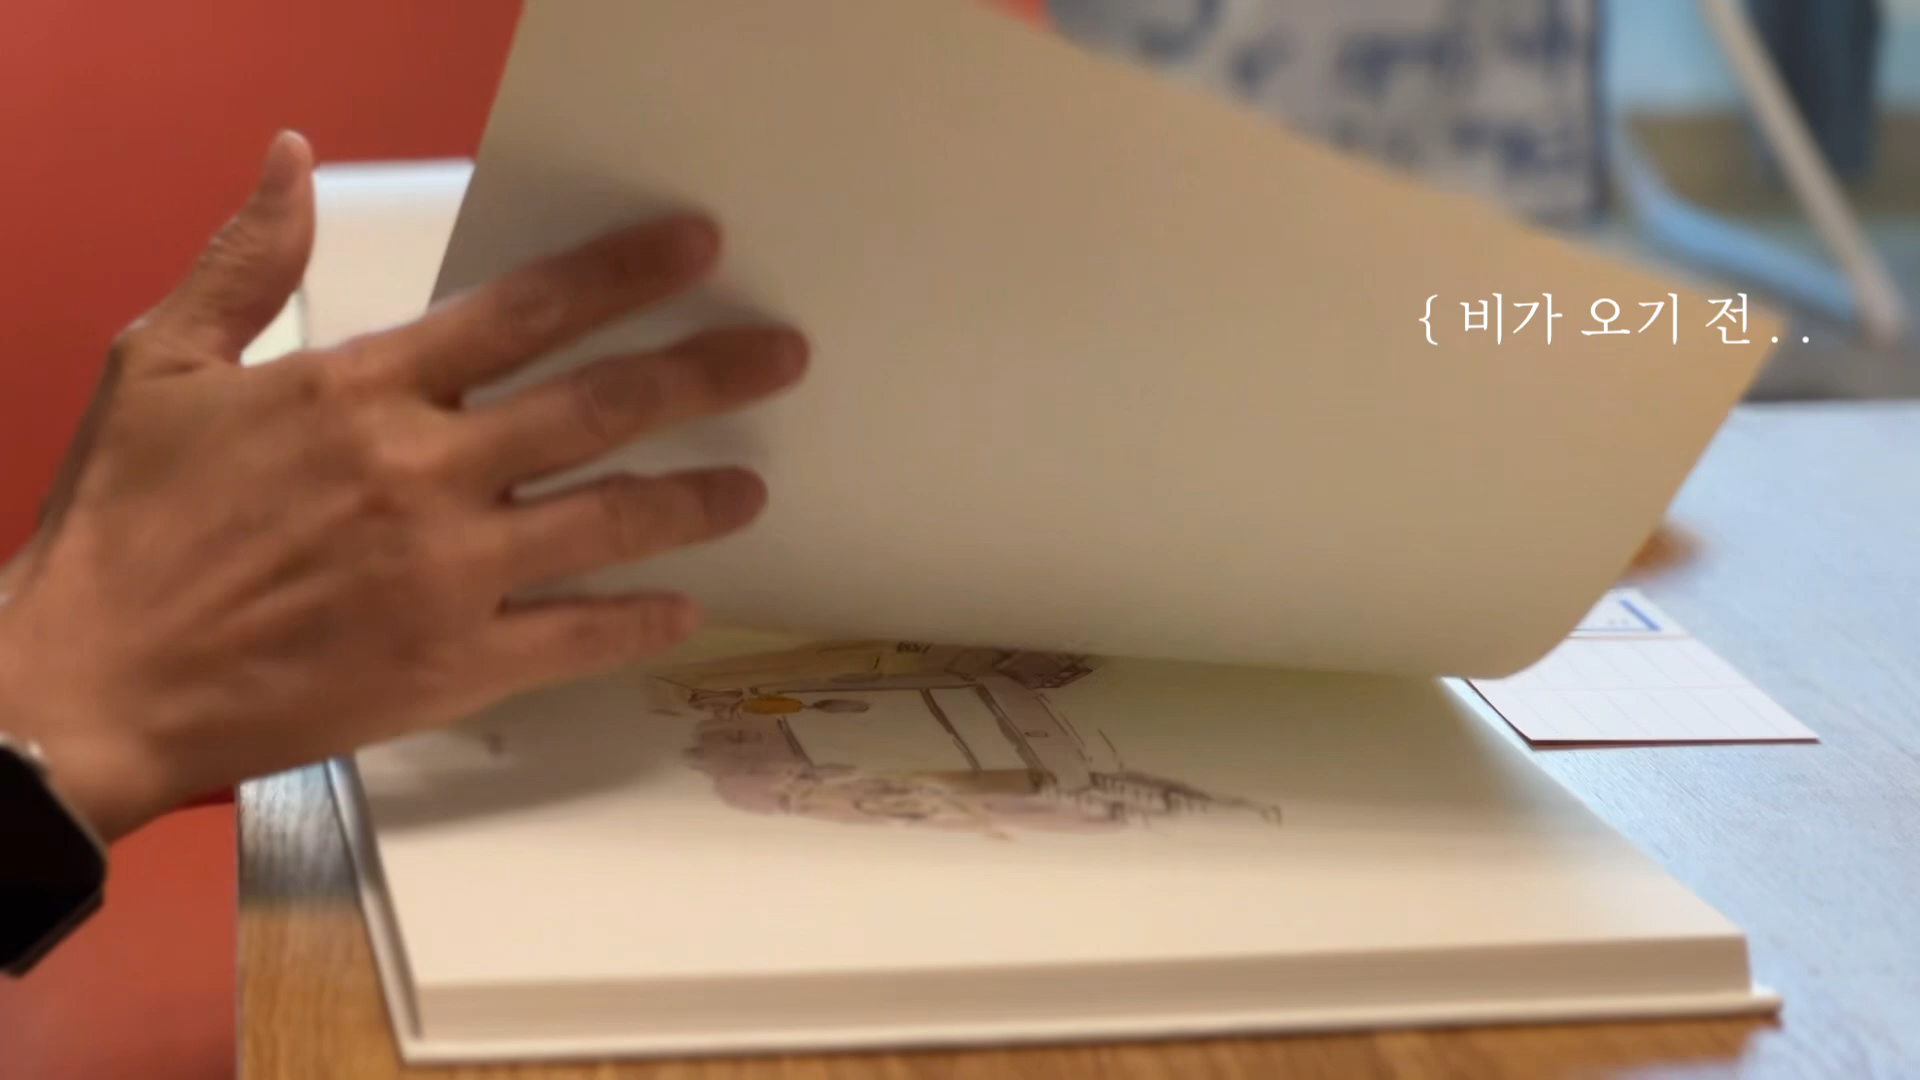 { 비가 오기 전 . .